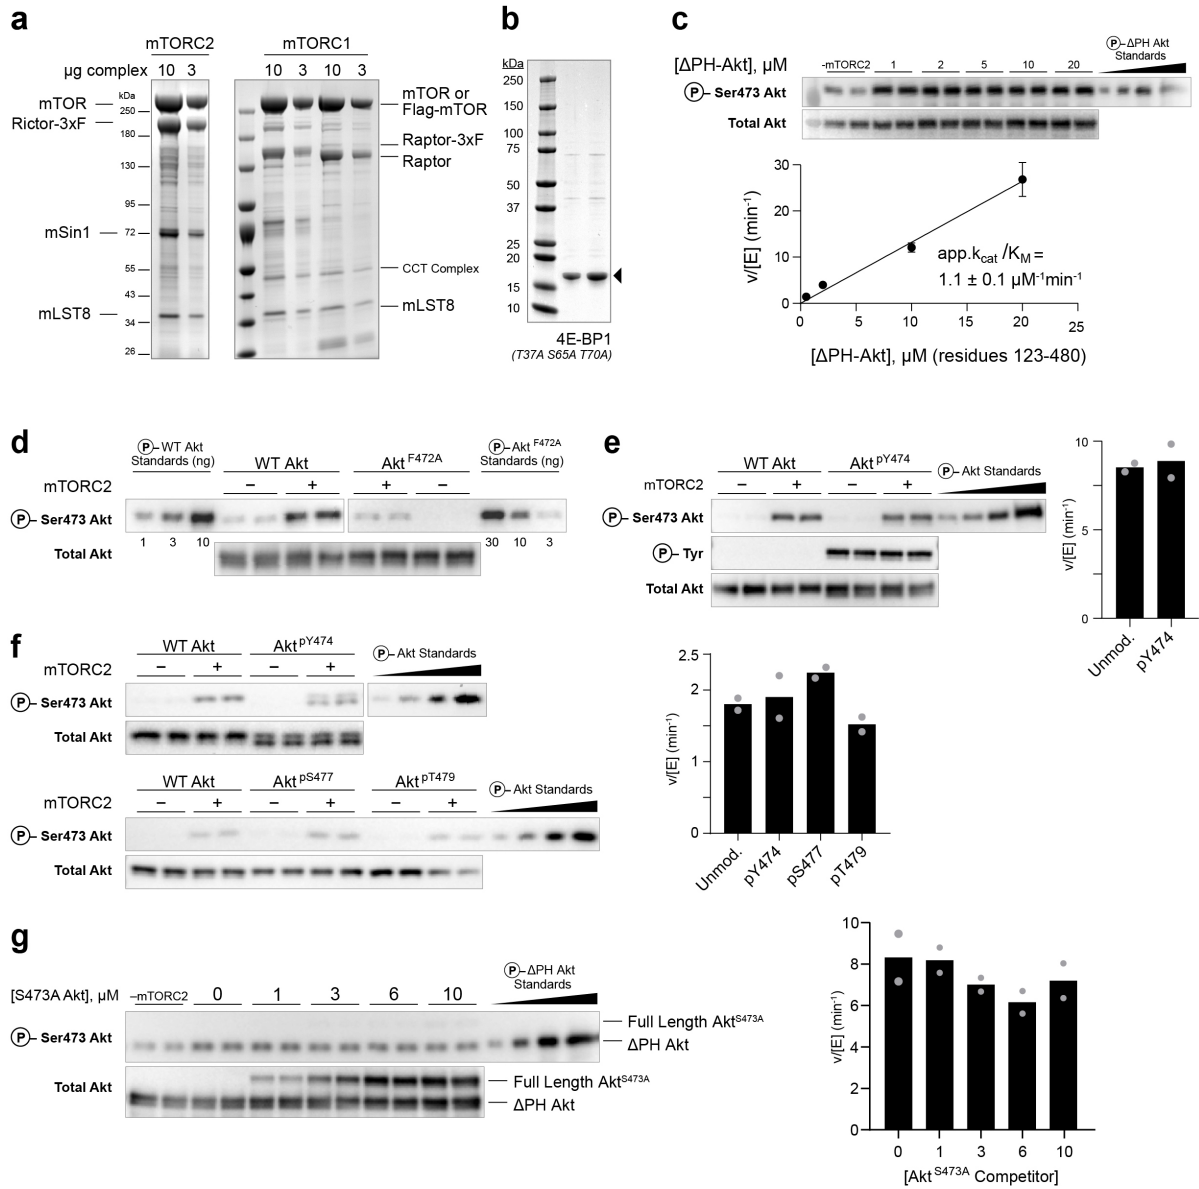 a
mTORC2
mTORC1
µg complex 10 3
10 3 10 3
kDa
250
180
130
95
72
55
43
34
26
mTOR
Rictor-3xF
mSin1
mLST8
mTOR or
Flag-mTOR
Raptor-3xF
Raptor
CCT Complex
mLST8
b
kDa
250
150
100
75
50
37
25
20
15
10
4E-BP1
(T37A S65A T70A)
c
P-ΔPH Akt
Standards
[ΔPH-Akt], µM -mTORC2 1 2 5 10 20
P-Ser473 Akt
Total Akt
v/[E] (min⁻¹)
30
20
10
0
app.kcat /KM =
1.1 ± 0.1 µM⁻¹min⁻¹
0 5 10 15 20 25
[ΔPH-Akt], µM (residues 123-480)
d
P-WT Akt
Standards (ng)
WT Akt
Akt F472A
P-Akt F472A
Standards (ng)
mTORC2 – + + –
P-Ser473 Akt
1 3 10
30 10 3
Total Akt
e
WT Akt
Akt pY474
P-Akt Standards
mTORC2 – + – +
P-Ser473 Akt
P-Tyr
Total Akt
v/[E] (min⁻¹)
10
5
0
Unmod.
pY474
f
WT Akt
Akt pY474
P-Akt Standards
mTORC2 – + – +
P-Ser473 Akt
Total Akt
WT Akt
Akt pS477
Akt pT479
P-Akt Standards
mTORC2 – + – + – +
P-Ser473 Akt
Total Akt
v/[E] (min⁻¹)
2.5
2
1
0
Unmod.
pY474
pS477
pT479
g
P-ΔPH Akt
Standards
[S473A Akt], µM –mTORC2 0 1 3 6 10
P-Ser473 Akt
Full Length Akt S473A
ΔPH Akt
Total Akt
Full Length Akt S473A
ΔPH Akt
v/[E] (min⁻¹)
10
8
6
4
2
0
0 1 3 6 10
[Akt S473A Competitor]